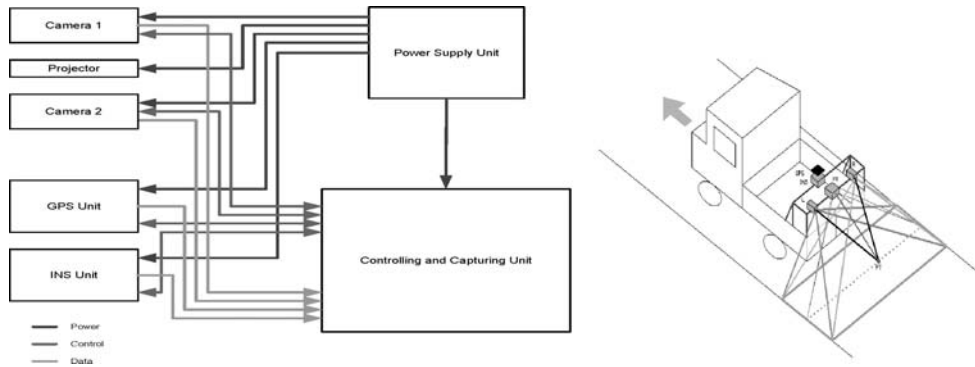 Camera 1
Power Supply Unit
Projector
Camera 2
GPS Unit
Controlling and Capturing Unit
INS Unit
Power
Control
Data
GPS